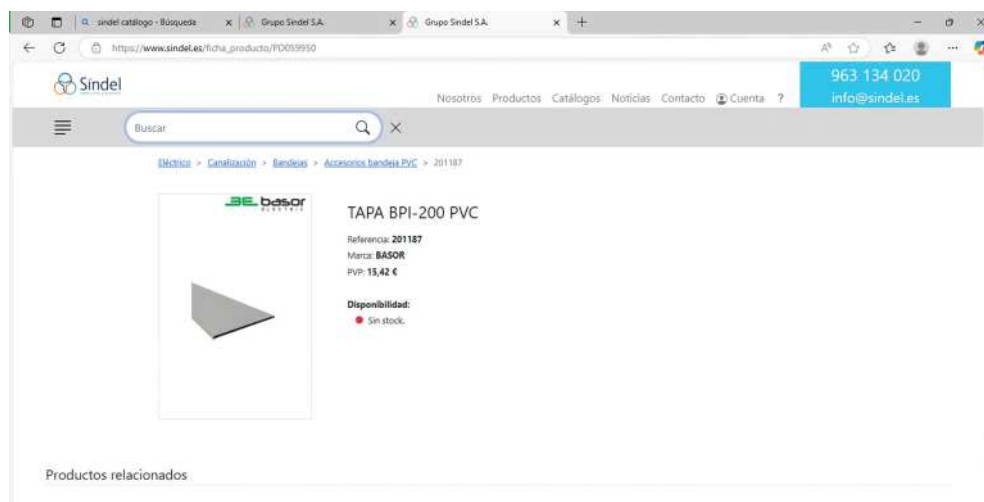 sindel catálogo - Búsqueda
Grupo Sindel S.A.
Grupo Sindel S.A.
https://www.sindel.es/ficha_producto/PO059950
Sindel
963 134 020
info@sindel.es
Nosotros Productos Catálogos Noticias Contacto Cuenta ?
Buscar
Eléctrico > Canalización > Bandejas > Accesorios bandeja PVC > 201187
basor
ELECTRIC
TAPA BPI-200 PVC
Referencia: 201187
Marca: BASOR
PVP: 15,42 €
Disponibilidad:
Sin stock.
Productos relacionados